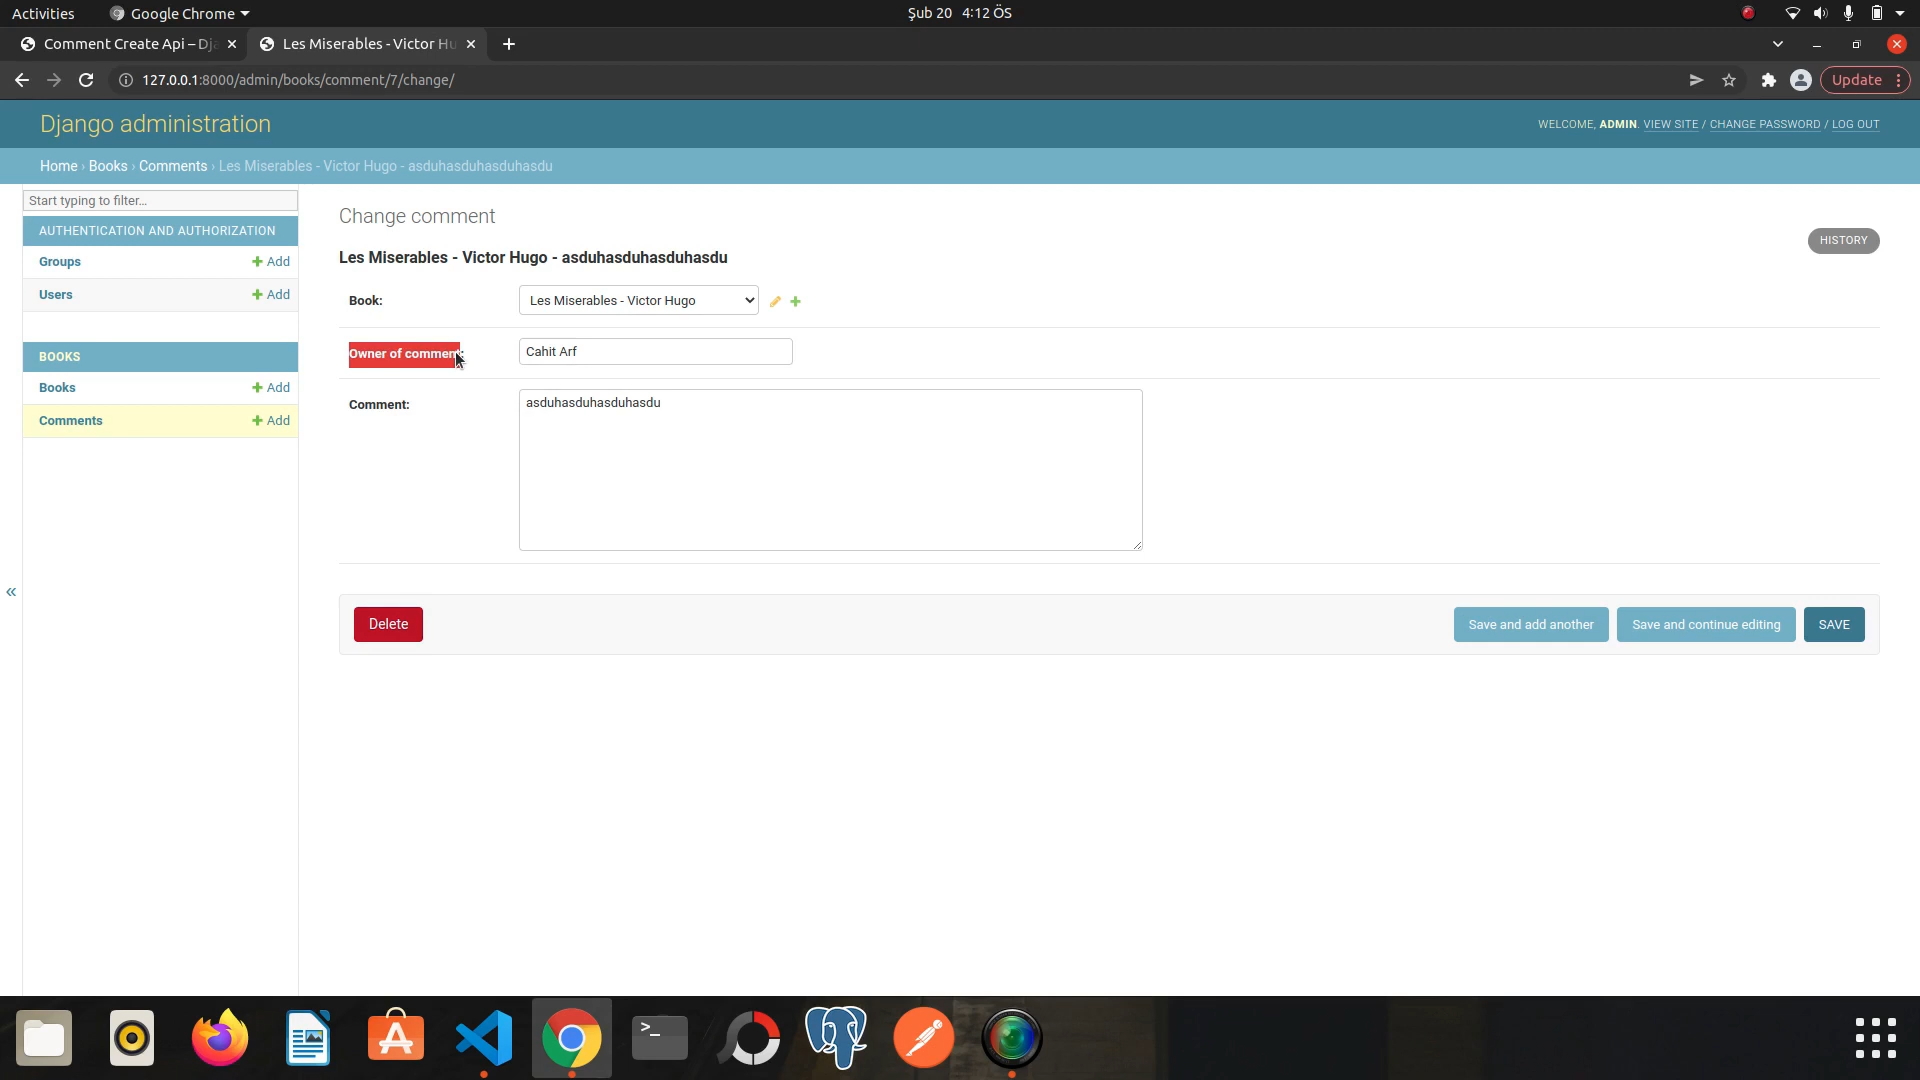 Activities
Google Chrome
Şub 20 4:12 ÖS
Comment Create Api – Dja
Les Miserables - Victor Hu
127.0.0.1:8000/admin/books/comment/7/change/
Update
Django administration
WELCOME, ADMIN. VIEW SITE / CHANGE PASSWORD / LOG OUT
Home › Books › Comments › Les Miserables - Victor Hugo - asduhasduhasduhasdu
Start typing to filter...
AUTHENTICATION AND AUTHORIZATION
Groups
+ Add
Users
+ Add
BOOKS
Books
+ Add
Comments
+ Add
«
Change comment
HISTORY
Les Miserables - Victor Hugo - asduhasduhasduhasdu
Book:
Les Miserables - Victor Hugo
Owner of comment:
Cahit Arf
Comment:
asduhasduhasduhasdu
Delete
Save and add another
Save and continue editing
SAVE